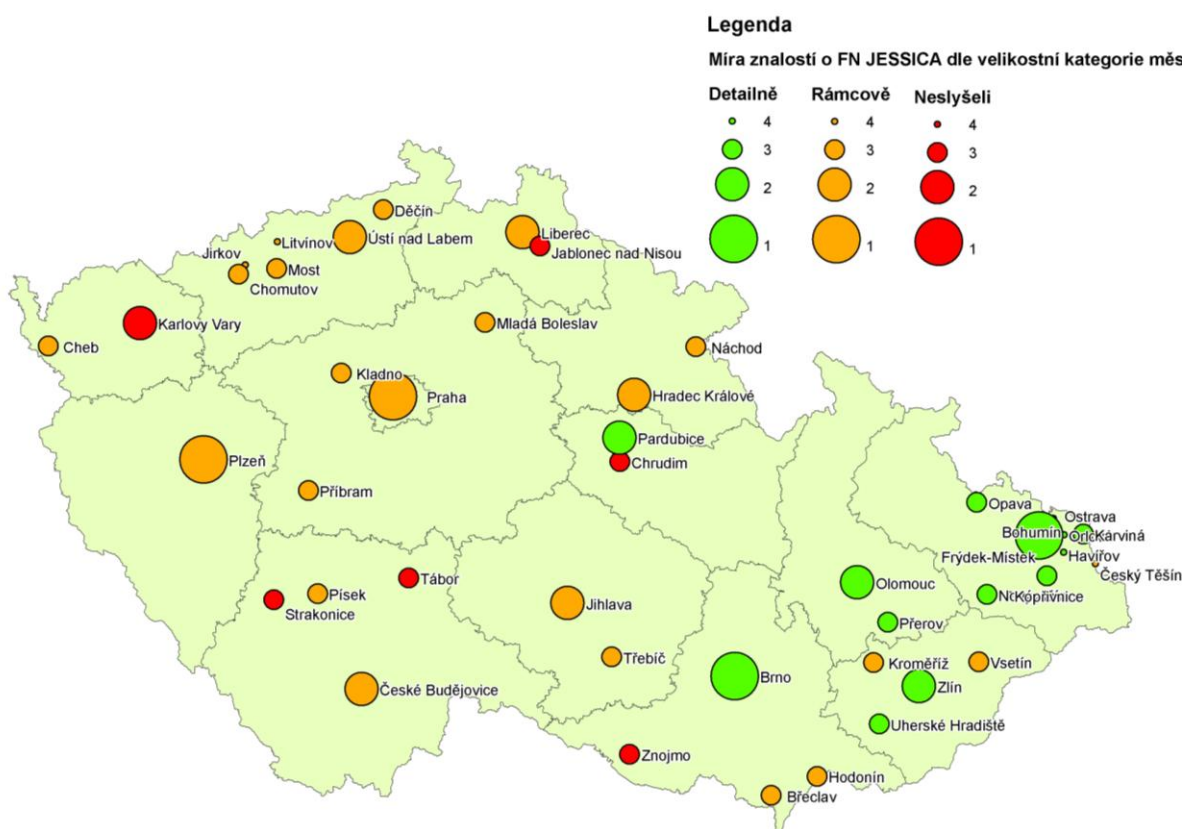 Legenda
Míra znalostí o FN JESSICA dle velikostní kategorie měs
Detailně Rámcově Neslyšeli
4 4 4
3 3 3
2 2 2
1 1 1
Děčín
Litvínov
Ústí nad Labem
Liberec
Jirkov
Jablonec nad Nisou
Most
Chomutov
Karlovy Vary
Mladá Boleslav
Cheb
Náchod
Kladno
Praha
Hradec Králové
Pardubice
Plzeň
Chrudim
Příbram
Opava
Ostrava
Bohumín
Karviná
Frýdek-Místek
Havířov
Český Těšín
Tábor
Olomouc
Písek
Kopřivnice
Strakonice
Jihlava
Přerov
Třebíč
Kroměříž
Vsetín
Brno
Zlín
České Budějovice
Uherské Hradiště
Znojmo
Hodonín
Břeclav